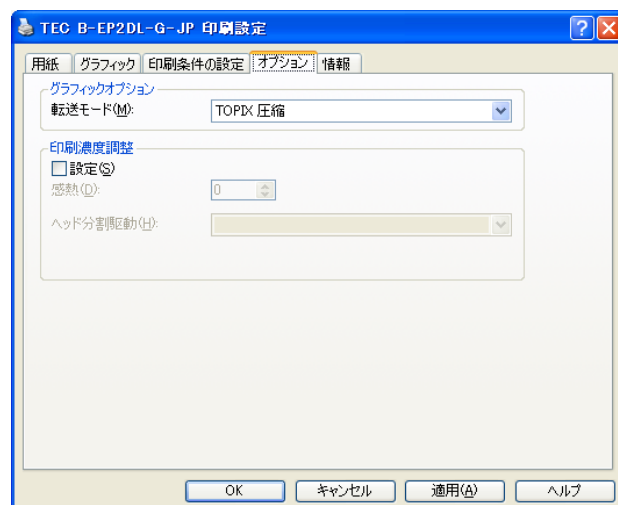 TEC B-EP2DL-G-JP 印刷設定
用紙 グラフィック 印刷条件の設定 オプション 情報
グラフィックオプション
転送モード(M): TOPIX 圧縮
印刷濃度調整
設定(S)
感熱(D): 0
ヘッド分割駆動(H):
OK キャンセル 適用(A) ヘルプ